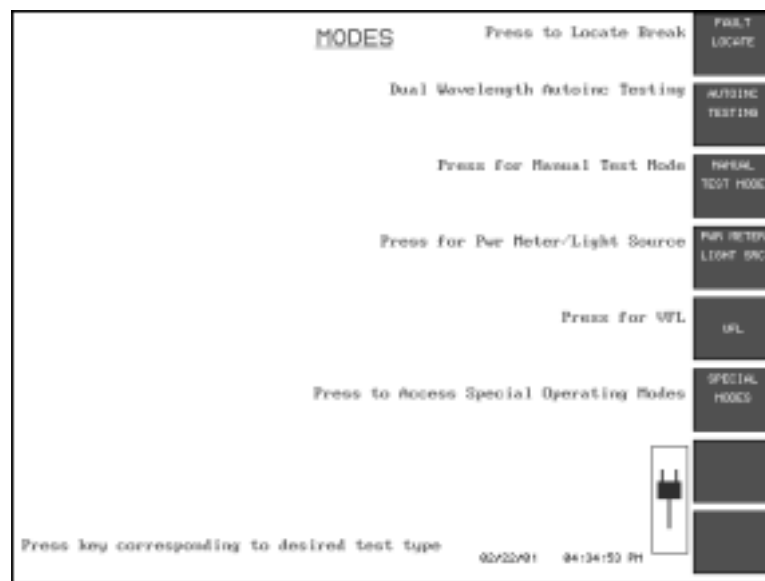 MODES
Press to Locate Break
FAULT
LOCATE
Dual Wavelength Autoinc Testing
AUTOINC
TESTING
Press for Manual Test Mode
MANUAL
TEST MODE
Press for Pwr Meter/Light Source
PWR METER
LIGHT SRC
Press for VFL
VFL
Press to Access Special Operating Modes
SPECIAL
MODES
Press key corresponding to desired test type
02/22/01 04:34:53 PM